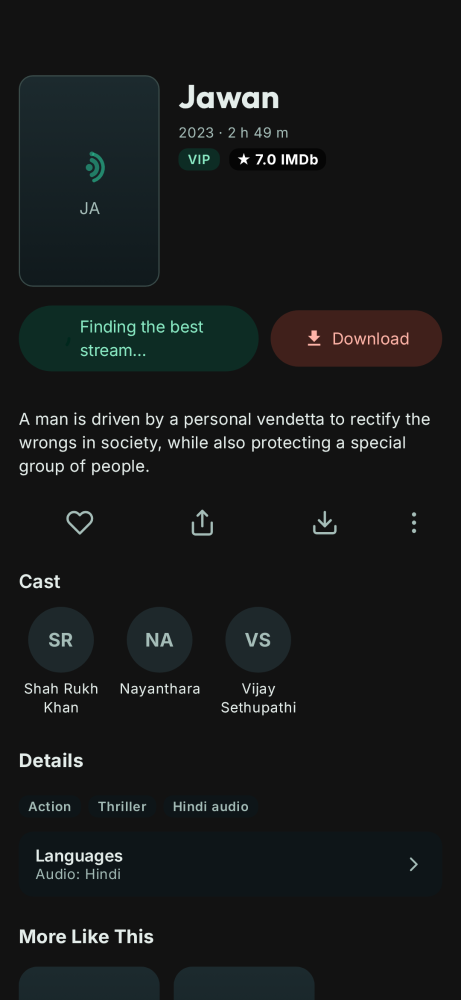 JA
Jawan
2023 · 2 h 49 m
VIP
★ 7.0 IMDb
Finding the best
stream...
Download
A man is driven by a personal vendetta to rectify the
wrongs in society, while also protecting a special
group of people.
Cast
SR
NA
VS
Shah Rukh
Khan
Nayanthara
Vijay
Sethupathi
Details
Action
Thriller
Hindi audio
Languages
Audio: Hindi
More Like This